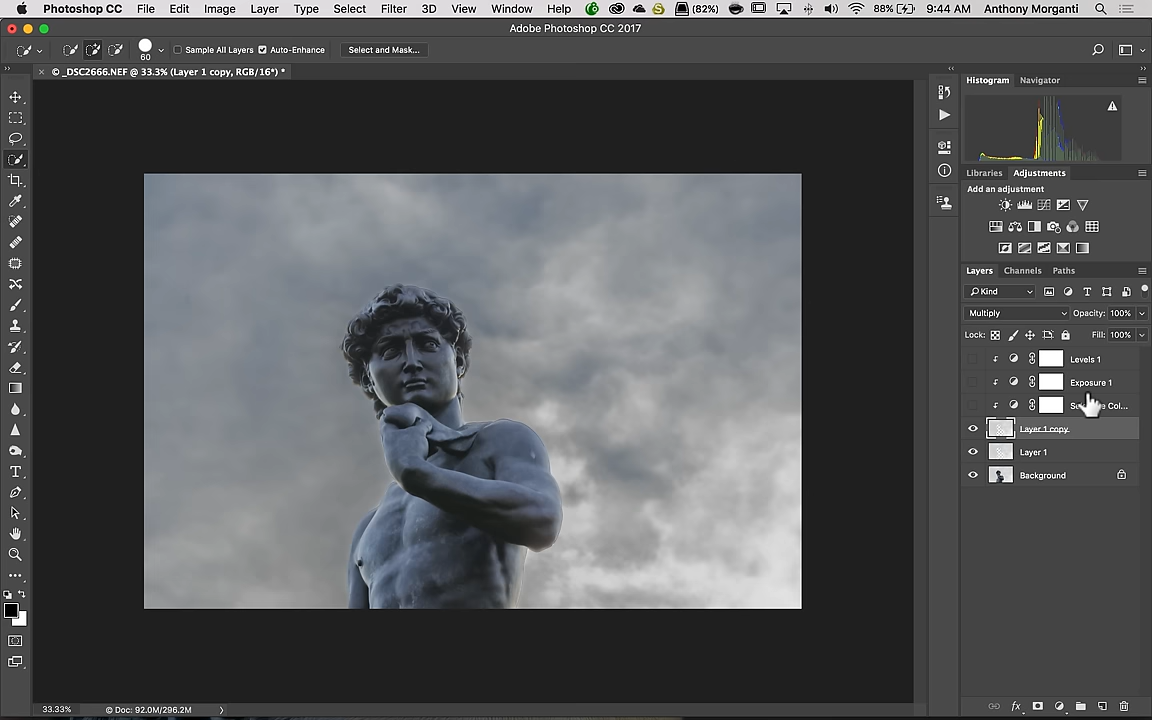 Photoshop CC File Edit Image Layer Type Select Filter 3D View Window Help (82%) 88% 9:44 AM Anthony Morganti
Adobe Photoshop CC 2017
60 Sample All Layers Auto-Enhance Select and Mask...
© _DSC2666.NEF @ 33.3% (Layer 1 copy, RGB/16*) *
Histogram Navigator
Libraries Adjustments
Add an adjustment
Layers Channels Paths
Kind
Multiply Opacity: 100%
Lock: Fill: 100%
Levels 1
Exposure 1
Col...
Layer 1 copy
Layer 1
Background
33.33% © Doc: 92.0M/296.2M